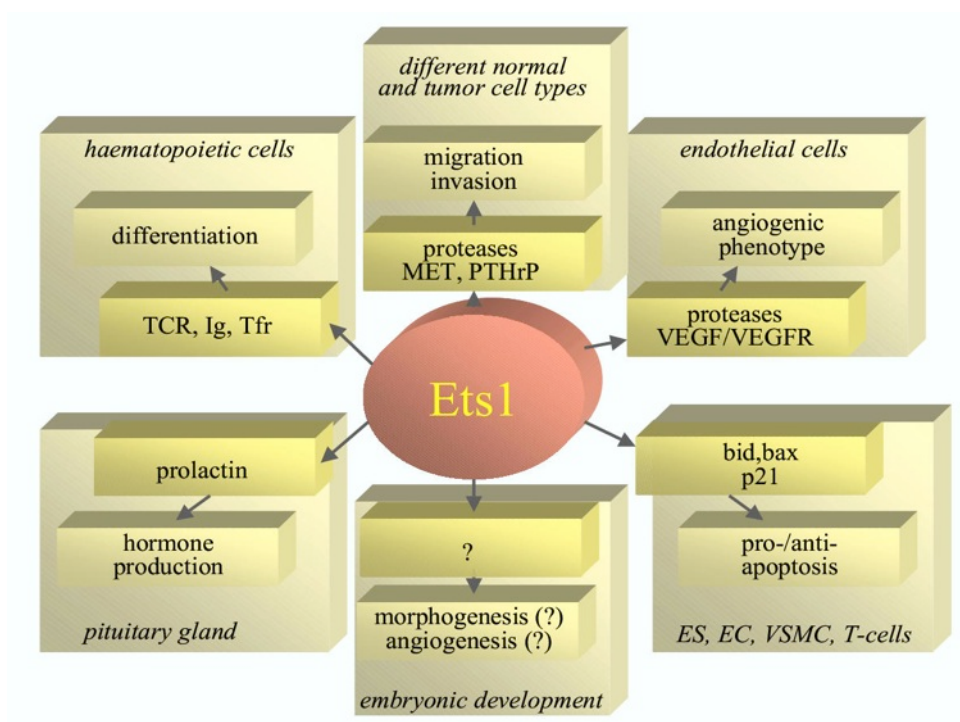 different normal
and tumor cell types
migration
invasion
proteases
MET, PTHrP
haematopoietic cells
differentiation
TCR, Ig, Tfr
endothelial cells
angiogenic
phenotype
proteases
VEGF/VEGFR
Ets1
prolactin
hormone
production
pituitary gland
?
morphogenesis (?)
angiogenesis (?)
embryonic development
bid,bax
p21
pro-/anti-
apoptosis
ES, EC, VSMC, T-cells